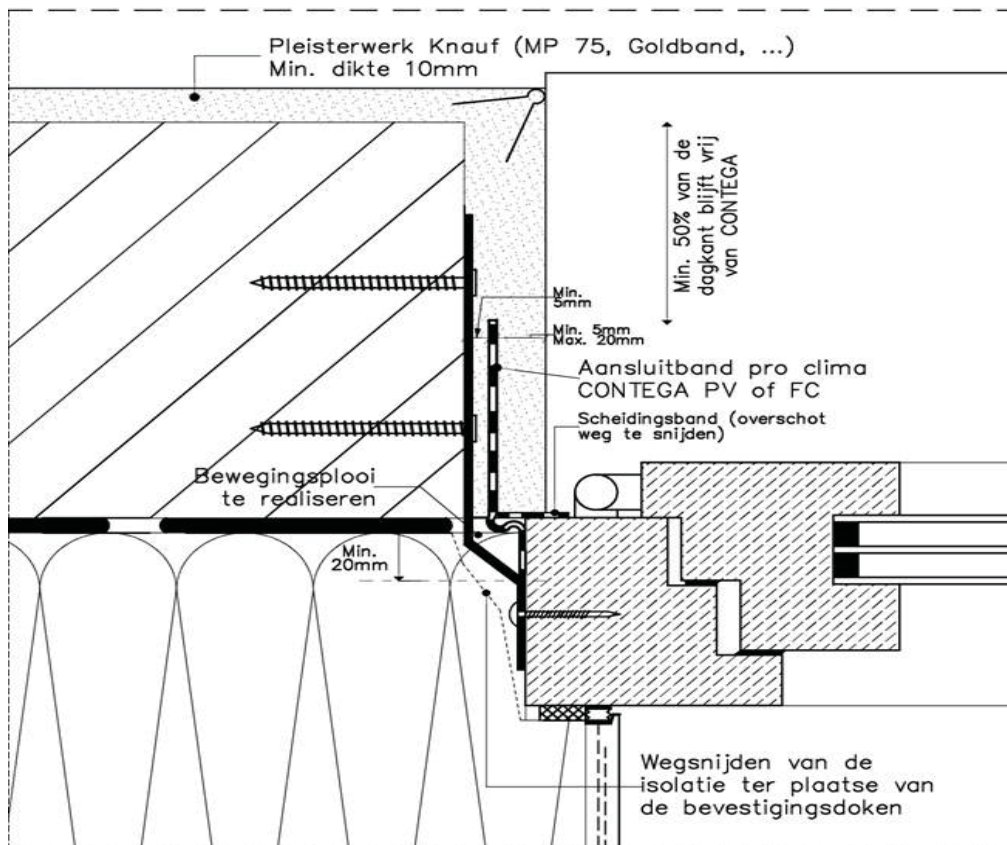 Pleisterwerk Knauf (MP 75, Goldband, ...)
Min. dikte 10mm
Min. 50% van de
dagkant blijft vrij
van CONTEGA
Min.
5mm
Min. 5mm
Max. 20mm
Aansluitband pro clima
CONTEGA PV of FC
Scheidingsband (overschot
weg te snijden)
Bewegingsplooi
te realiseren
Min.
20mm
Wegsnijden van de
isolatie ter plaatse van
de bevestigingsdoken